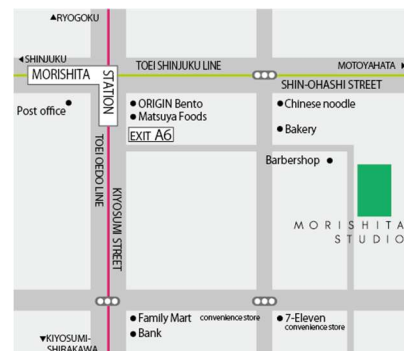 ▲RYOGOKU
◀SHINJUKU
TOEI SHINJUKU LINE
MOTOYAHATA ▶
MORISHITA
STATION
SHIN-OHASHI STREET
Post office ●
● ORIGIN Bento
● Matsuya Foods
EXIT A6
● Chinese noodle
● Bakery
Barbershop ●
TOEI OEDO LINE
KIYOSUMI STREET
MORISHITA
STUDIO
● Family Mart convenience store
● Bank
● 7-Eleven
convenience store
▼KIYOSUMI-
SHIRAKAWA